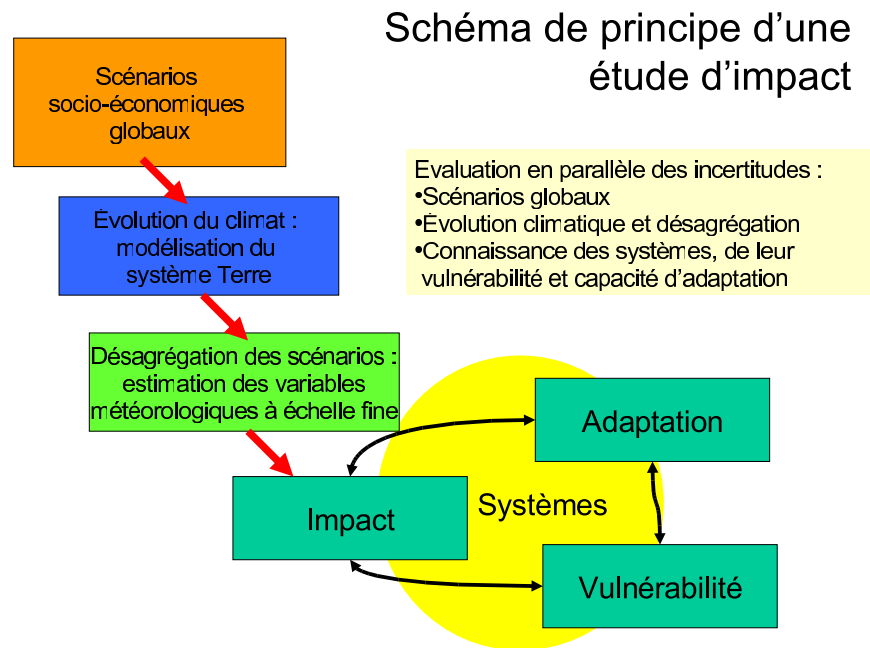 Schéma de principe d’une
étude d’impact
Scénarios
socio-économiques
globaux
Evaluation en parallèle des incertitudes :
•Scénarios globaux
•Évolution climatique et désagrégation
•Connaissance des systèmes, de leur
vulnérabilité et capacité d’adaptation
Évolution du climat :
modélisation du
système Terre
Désagrégation des scénarios :
estimation des variables
météorologiques à échelle fine
Adaptation
Systèmes
Impact
Vulnérabilité